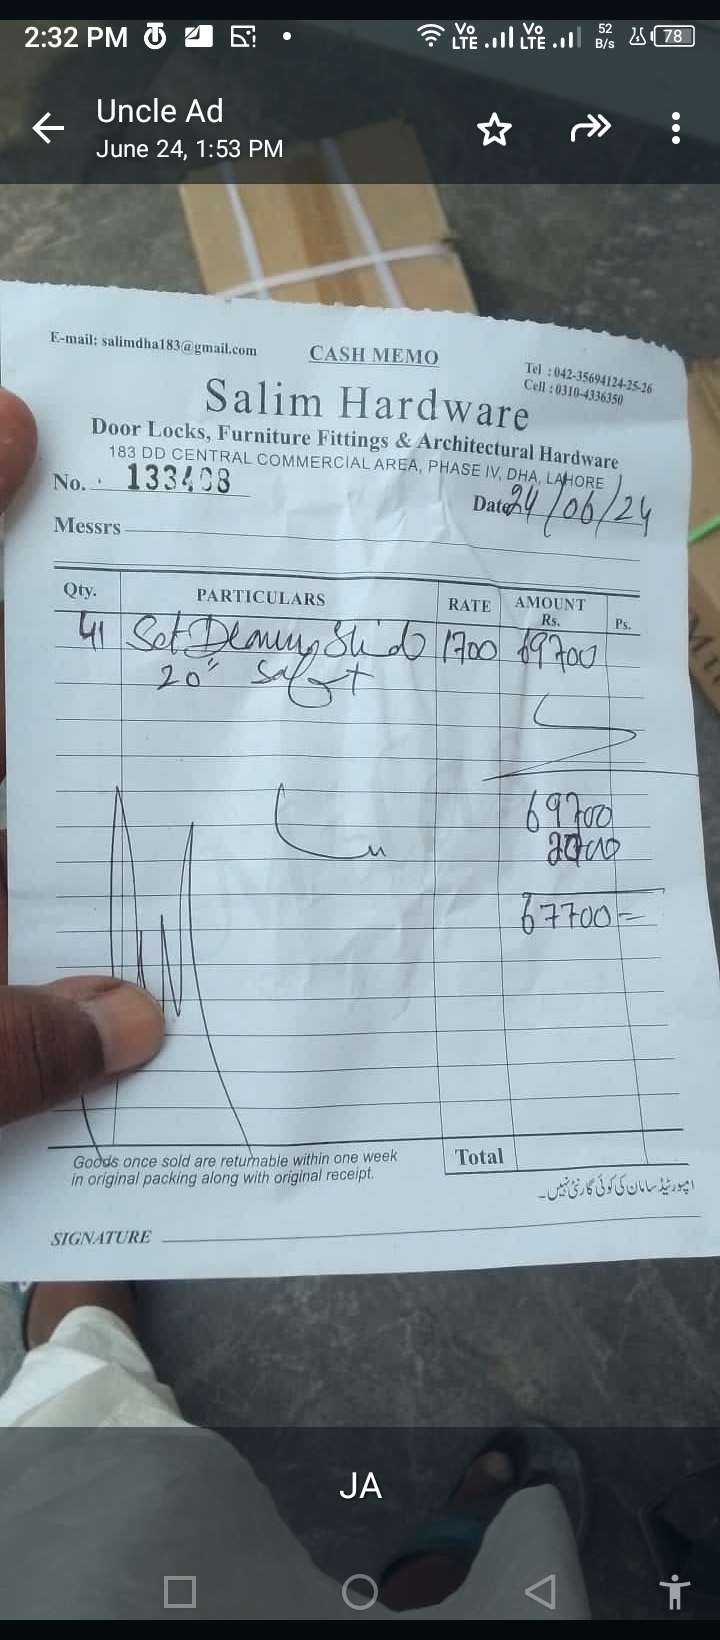 2:32 PM
Vo LTE Vo LTE 52 B/s 78
Uncle Ad
June 24, 1:53 PM
E-mail: salimdha183@gmail.com
CASH MEMO
Tel : 042-35694124-25-26
Cell : 0310-4336350
Salim Hardware
Door Locks, Furniture Fittings & Architectural Hardware
183 DD CENTRAL COMMERCIAL AREA, PHASE IV, DHA, LAHORE
No. 133408
Date 24/06/24
Messrs
Qty. PARTICULARS RATE AMOUNT Rs. Ps.
41 Set 1700 69700
20"
69700
2000
67700=
Goods once sold are returnable within one week
in original packing along with original receipt.
Total
امپورٹیڈ سامان کی کوئی گارنٹی نہیں۔
SIGNATURE
JA